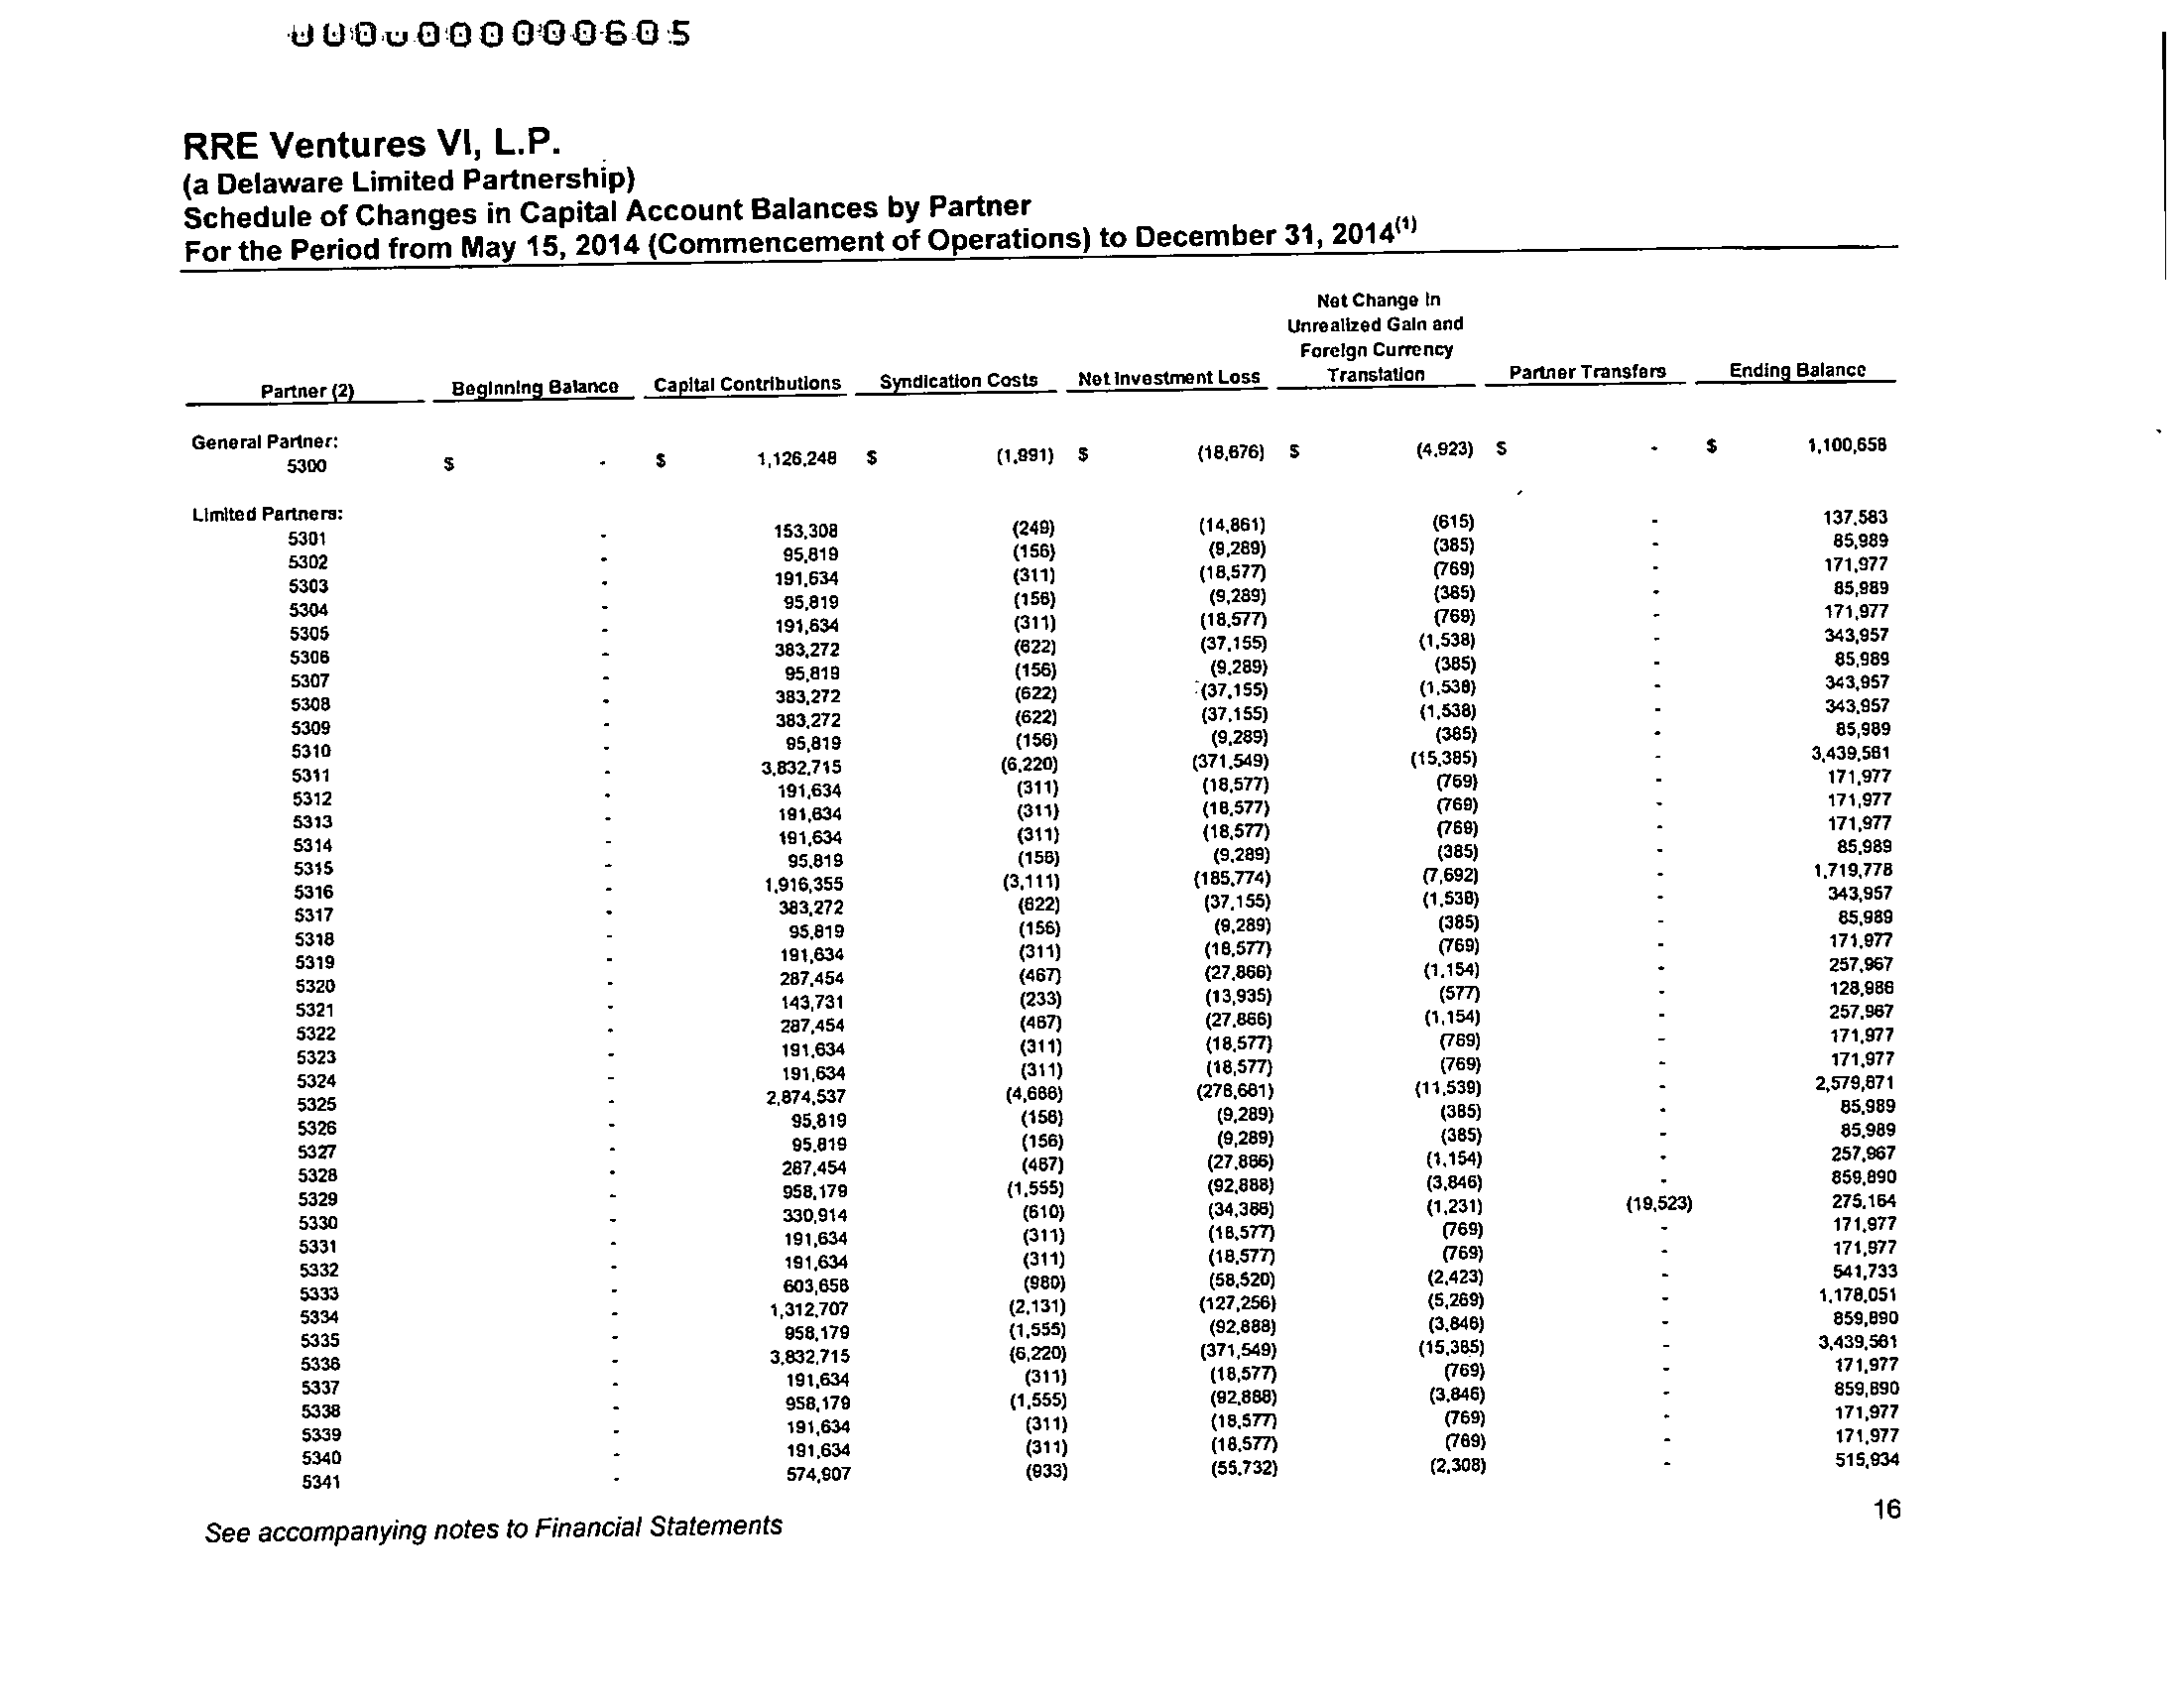 605
RRE Ventures VI, L.P.
(a Delaware Limited Partnership)
Schedule of Changes in Capital Account Balances by Partner
For the Period from May 15, 2014 (Commencement of Operations) to December 31, 2014(1)
Net Change In
Unrealized Gain and
Foreign Currency
Partner (2) Beginning Balance Capital Contributions Syndication Costs Net Investment Loss Translation Partner Transfers Ending Balance
General Partner:
5300 $ - $ 1,126,248 $ (1,991) $ (18,676) $ (4,923) $ - $ 1,100,658
Limited Partners:
5301 - 153,308 (249) (14,861) (615) - 137,583
5302 - 95,819 (156) (9,289) (385) - 85,989
5303 - 191,634 (311) (18,577) (769) - 171,977
5304 - 95,819 (156) (9,289) (385) - 85,989
5305 - 191,634 (311) (18,577) (769) - 171,977
5306 - 383,272 (622) (37,155) (1,538) - 343,957
5307 - 95,819 (156) (9,289) (385) - 85,989
5308 - 383,272 (622) (37,155) (1,538) - 343,957
5309 - 383,272 (622) (37,155) (1,538) - 343,957
5310 - 95,819 (156) (9,289) (385) - 85,989
5311 - 3,832,715 (6,220) (371,549) (15,385) - 3,439,561
5312 - 191,634 (311) (18,577) (769) - 171,977
5313 - 191,634 (311) (18,577) (769) - 171,977
5314 - 191,634 (311) (18,577) (769) - 171,977
5315 - 95,819 (156) (9,289) (385) - 85,989
5316 - 1,916,355 (3,111) (185,774) (7,692) - 1,719,778
5317 - 383,272 (622) (37,155) (1,538) - 343,957
5318 - 95,819 (156) (9,289) (385) - 85,989
5319 - 191,634 (311) (18,577) (769) - 171,977
5320 - 287,454 (467) (27,866) (1,154) - 257,967
5321 - 143,731 (233) (13,935) (577) - 128,986
5322 - 287,454 (467) (27,866) (1,154) - 257,967
5323 - 191,634 (311) (18,577) (769) - 171,977
5324 - 191,634 (311) (18,577) (769) - 171,977
5325 - 2,874,537 (4,666) (278,661) (11,539) - 2,579,671
5326 - 95,819 (156) (9,289) (385) - 85,989
5327 - 95,819 (156) (9,289) (385) - 85,989
5328 - 287,454 (467) (27,866) (1,154) - 257,967
5329 - 958,179 (1,555) (92,888) (3,846) - 859,890
5330 - 330,914 (610) (34,386) (1,231) (19,523) 275,164
5331 - 191,634 (311) (18,577) (769) - 171,977
5332 - 191,634 (311) (18,577) (769) - 171,977
5333 - 603,656 (980) (58,520) (2,423) - 541,733
5334 - 1,312,707 (2,131) (127,256) (5,269) - 1,178,051
5335 - 958,179 (1,555) (92,888) (3,846) - 859,890
5336 - 3,832,715 (6,220) (371,549) (15,385) - 3,439,561
5337 - 191,634 (311) (18,577) (769) - 171,977
5338 - 958,179 (1,555) (92,888) (3,846) - 859,890
5339 - 191,634 (311) (18,577) (769) - 171,977
5340 - 191,634 (311) (18,577) (769) - 171,977
5341 - 574,907 (933) (55,732) (2,308) - 515,934
See accompanying notes to Financial Statements
16